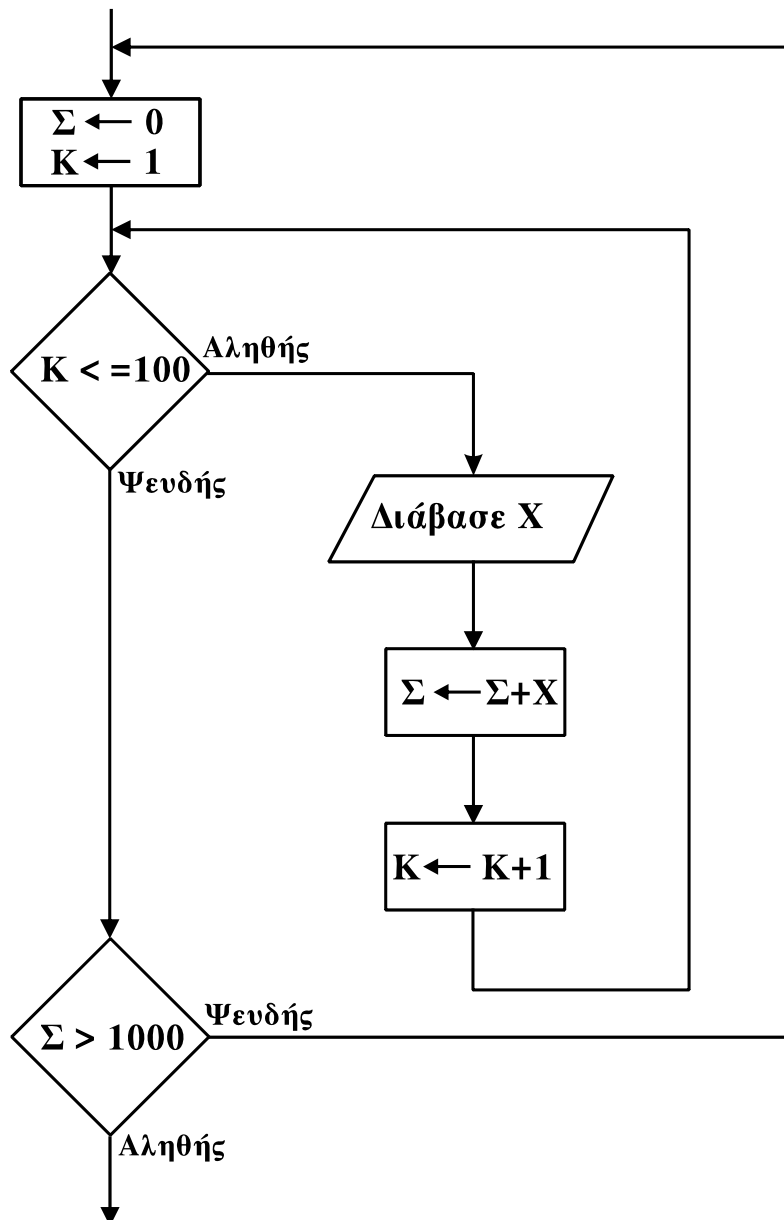 Σ ← 0
Κ ← 1
Κ < =100
Αληθής
Ψευδής
Διάβασε Χ
Σ ← Σ+Χ
Κ ← Κ+1
Σ > 1000
Ψευδής
Αληθής